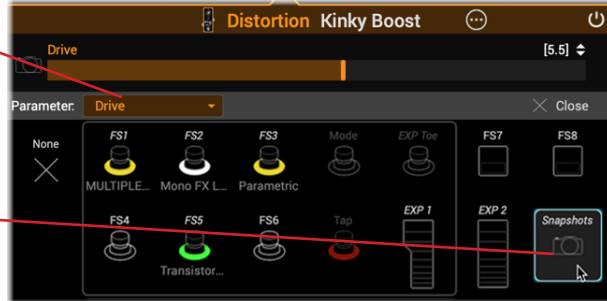 Distortion Kinky Boost
Drive [5.5]
Parameter: Drive Close
None FS1 FS2 FS3 Mode EXP Toe FS7 FS8
MULTIPLE... Mono FX L... Parametric
FS4 FS5 FS6 Tap EXP 1 EXP 2 Snapshots
Transistor...